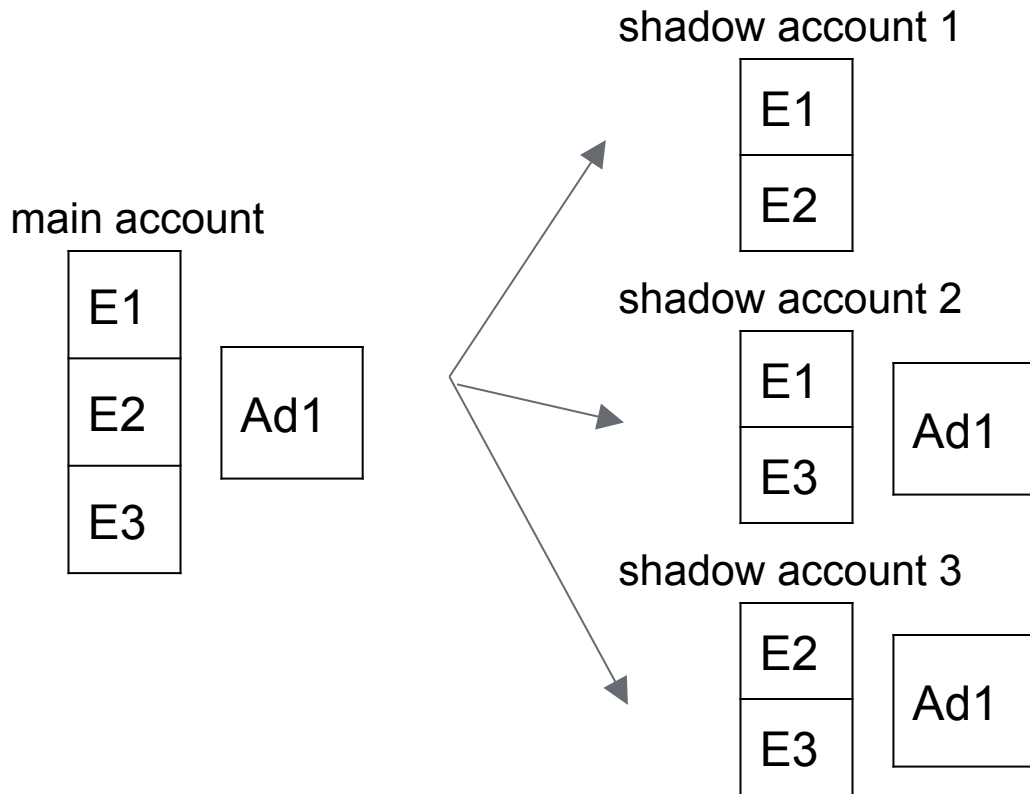 main account
E1
E2
E3
Ad1
shadow account 1
E1
E2
shadow account 2
E1
E3
Ad1
shadow account 3
E2
E3
Ad1